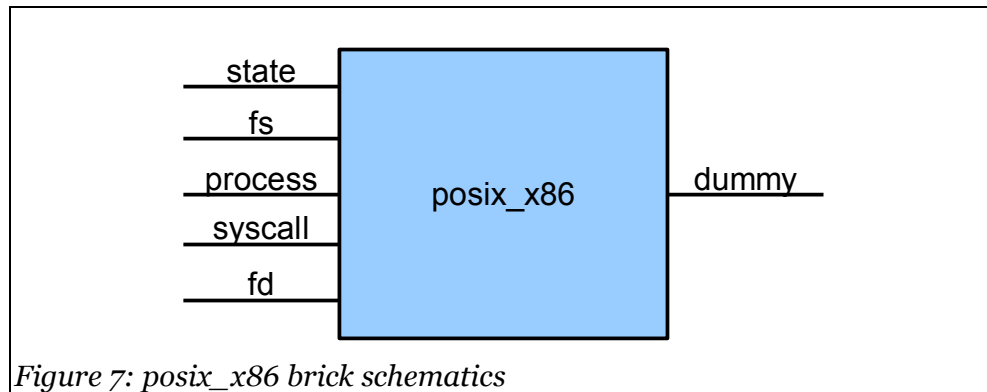 state
fs
process
syscall
fd
posix_x86
dummy
Figure 7: posix_x86 brick schematics